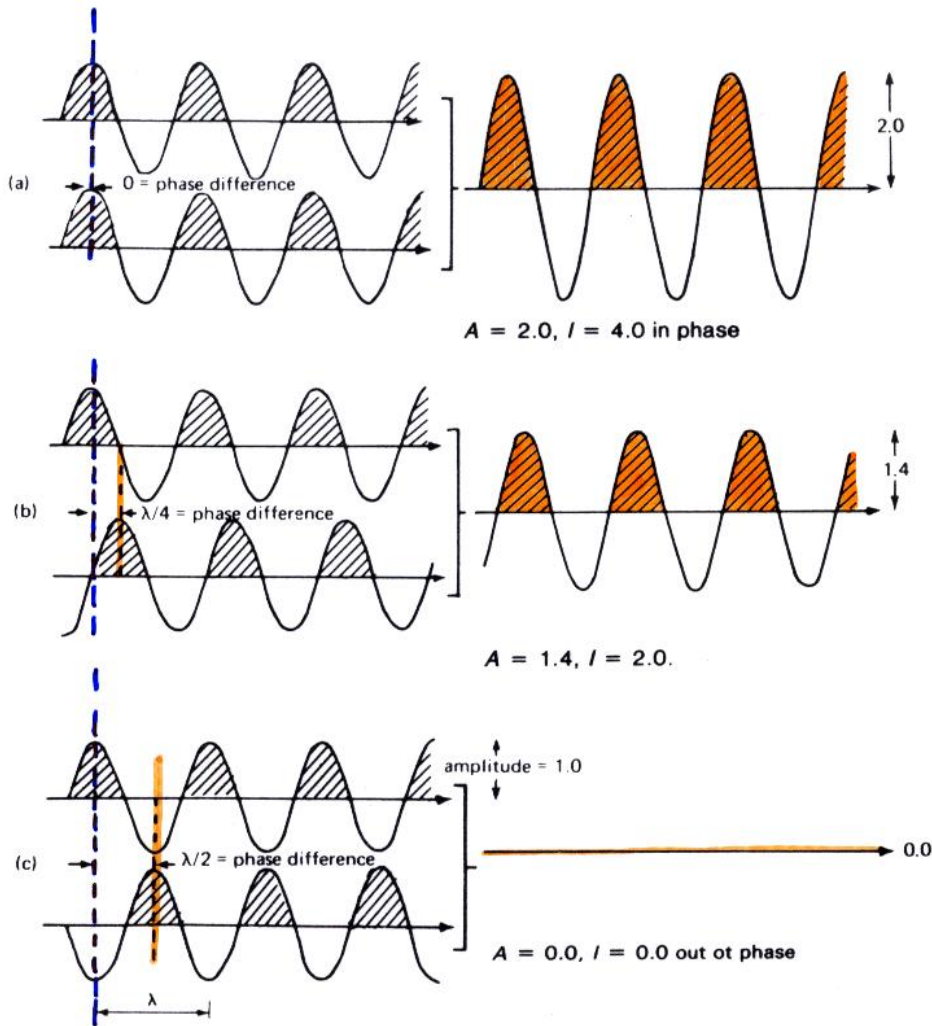 2.0
(a)
0 = phase difference
A = 2.0, I = 4.0 in phase
1.4
(b)
λ/4 = phase difference
A = 1.4, I = 2.0.
amplitude = 1.0
(c)
λ/2 = phase difference
0.0
A = 0.0, I = 0.0 out ot phase
λ